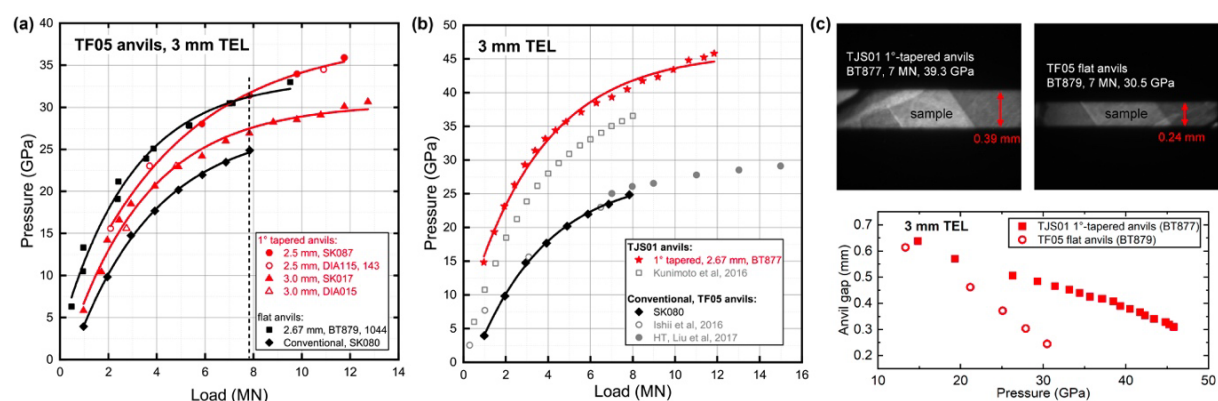 (a)
TF05 anvils, 3 mm TEL
40
35
30
25
20
15
10
5
0
Pressure (GPa)
0 2 4 6 8 10 12 14
Load (MN)
1° tapered anvils:
2.5 mm, SK087
2.5 mm, DIA115, 143
3.0 mm, SK017
3.0 mm, DIA015
flat anvils:
2.67 mm, BT879, 1044
Conventional, SK080
(b)
3 mm TEL
50
45
40
35
30
25
20
15
10
5
0
Pressure (GPa)
0 2 4 6 8 10 12 14 16
Load (MN)
TJS01 anvils:
1° tapered, 2.67 mm, BT877
Kunimoto et al, 2016
Conventional, TF05 anvils:
SK080
Ishii et al, 2016
HT, Liu et al, 2017
(c)
TJS01 1°-tapered anvils
BT877, 7 MN, 39.3 GPa
sample
0.39 mm
TF05 flat anvils
BT879, 7 MN, 30.5 GPa
sample
0.24 mm
3 mm TEL
TJS01 1°-tapered anvils (BT877)
TF05 flat anvils (BT879)
0.7
0.6
0.5
0.4
0.3
0.2
Anvil gap (mm)
10 20 30 40 50
Pressure (GPa)